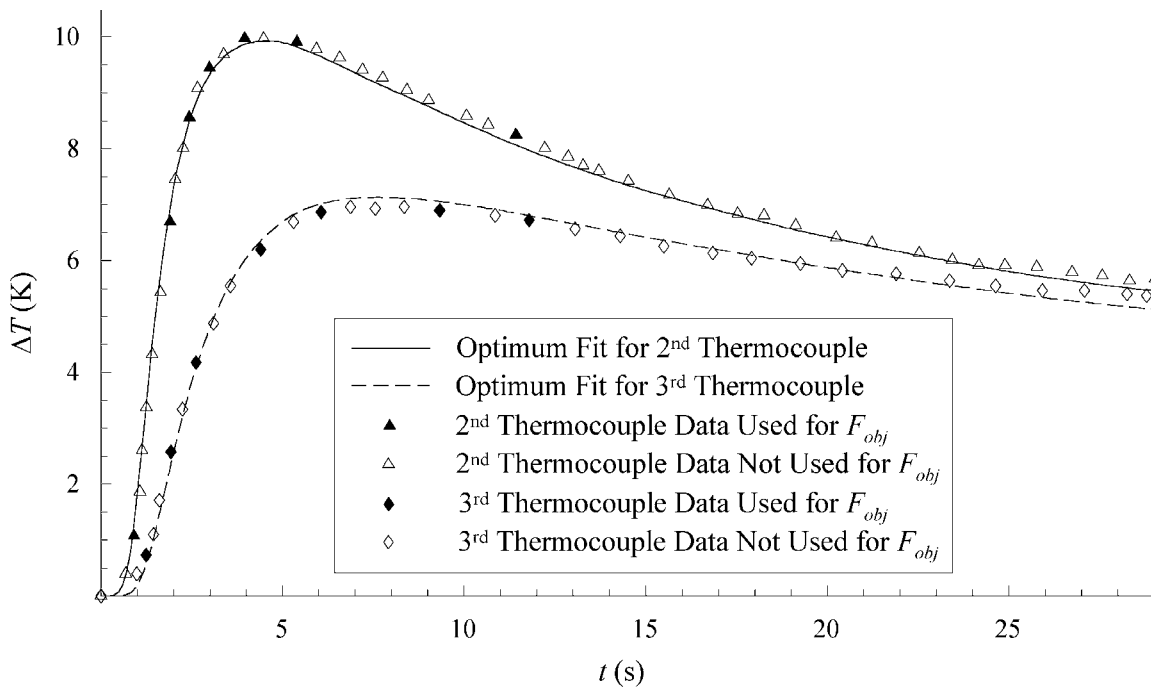 10
8
6
4
2
ΔT (K)
Optimum Fit for 2nd Thermocouple
Optimum Fit for 3rd Thermocouple
2nd Thermocouple Data Used for Fobj
2nd Thermocouple Data Not Used for Fobj
3rd Thermocouple Data Used for Fobj
3rd Thermocouple Data Not Used for Fobj
5 10 15 20 25
t (s)